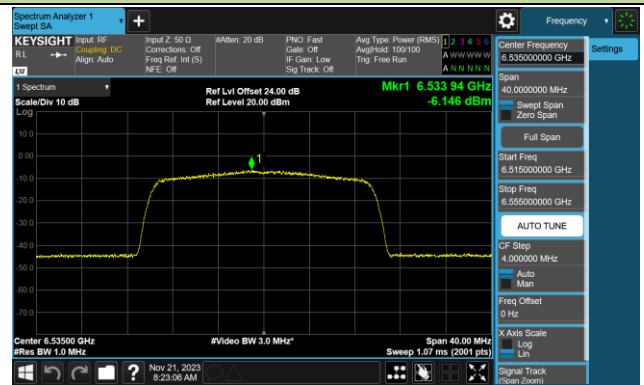 Spectrum Analyzer 1
Swept SA
Frequency
KEYSIGHT
RL
LXI
Input: RF
Coupling: DC
Align: Auto
Input Z: 50 Ω
Corrections: Off
Freq Ref: Int (S)
NFE: Off
#Atten: 20 dB
PNO: Fast
Gate: Off
IF Gain: Low
Sig Track: Off
Avg Type: Power (RMS)
Avg|Hold: 100/100
Trig: Free Run
1 2 3 4 5 6
A W W W W W
A N N N N N
Center Frequency
6.535000000 GHz
Settings
Span
40.0000000 MHz
Swept Span
Zero Span
Full Span
Start Freq
6.515000000 GHz
Stop Freq
6.555000000 GHz
AUTO TUNE
CF Step
4.000000 MHz
Auto
Man
Freq Offset
0 Hz
X Axis Scale
Log
Lin
Signal Track
(Span Zoom)
1 Spectrum
Scale/Div 10 dB
Ref Lvl Offset 24.00 dB
Ref Level 20.00 dBm
Mkr1 6.533 94 GHz
-6.146 dBm
Log
10.0
0.00
-10.0
-20.0
-30.0
-40.0
-50.0
-60.0
-70.0
1
Center 6.53500 GHz
#Res BW 1.0 MHz
#Video BW 3.0 MHz*
Span 40.00 MHz
Sweep 1.07 ms (2001 pts)
?
Nov 21, 2023
8:23:06 AM